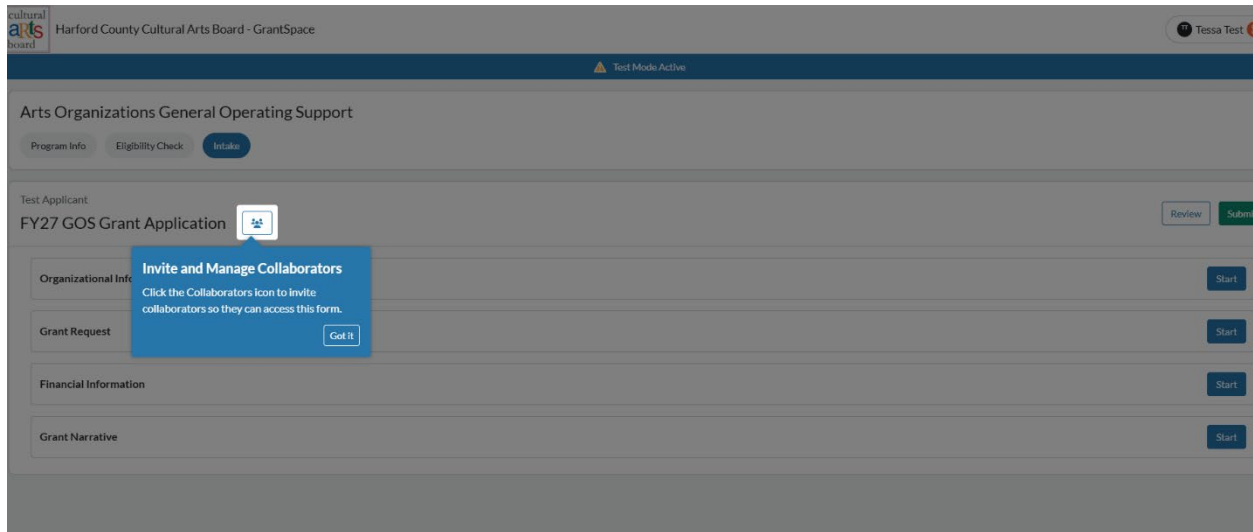 cultural
arts
board
Harford County Cultural Arts Board - GrantSpace
Tessa Test
Test Mode Active
Arts Organizations General Operating Support
Program Info
Eligibility Check
Intake
Test Applicant
FY27 GOS Grant Application
Review
Submi
Invite and Manage Collaborators
Click the Collaborators icon to invite
collaborators so they can access this form.
Got it
Organizational Info
Start
Grant Request
Start
Financial Information
Start
Grant Narrative
Start